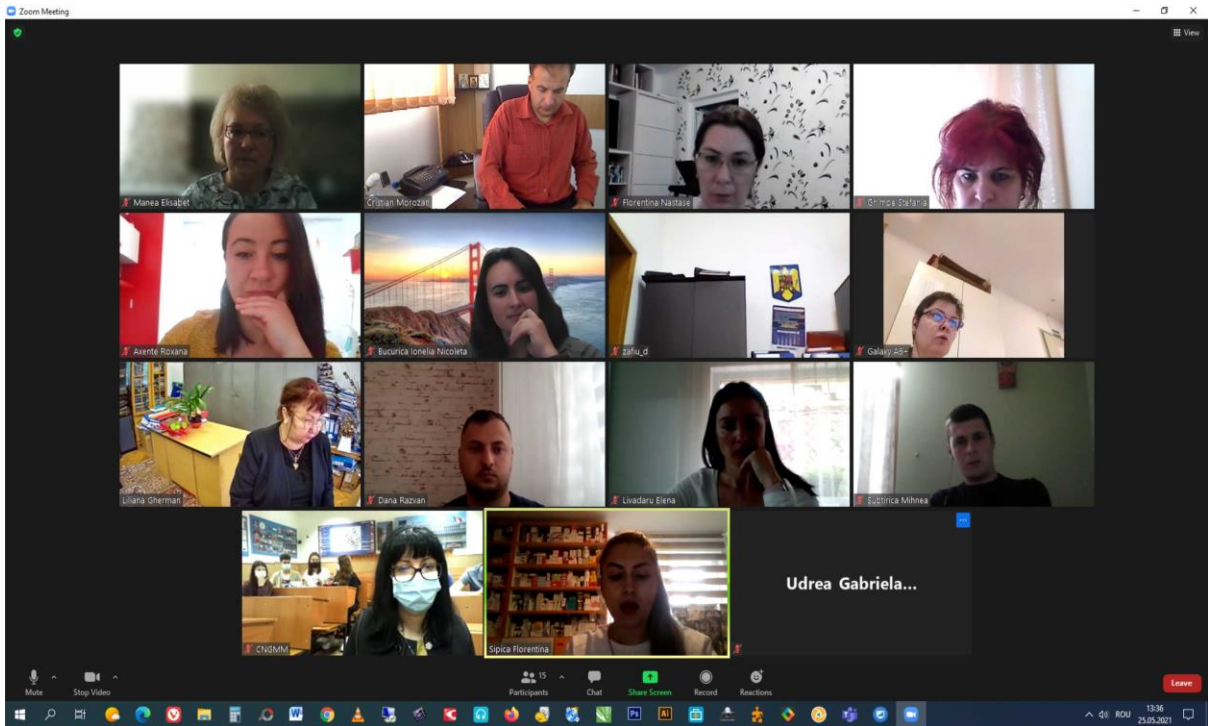 Zoom Meeting
View
Manea Elisabet
Cristian Morozan
Florentina Nastase
Ghimpe Stefania
Axente Roxana
Bucurica Ionelia Nicoleta
zafiu_d
Galaxy A8+
Liliana Gherman
Dana Razvan
Livadaru Elena
Subtirica Mihnea
CNGMM
Sipica Florentina
Udrea Gabriela...
Mute
Stop Video
15
Participants
Chat
Share Screen
Record
Reactions
Leave
ROU
13:36
25.05.2021